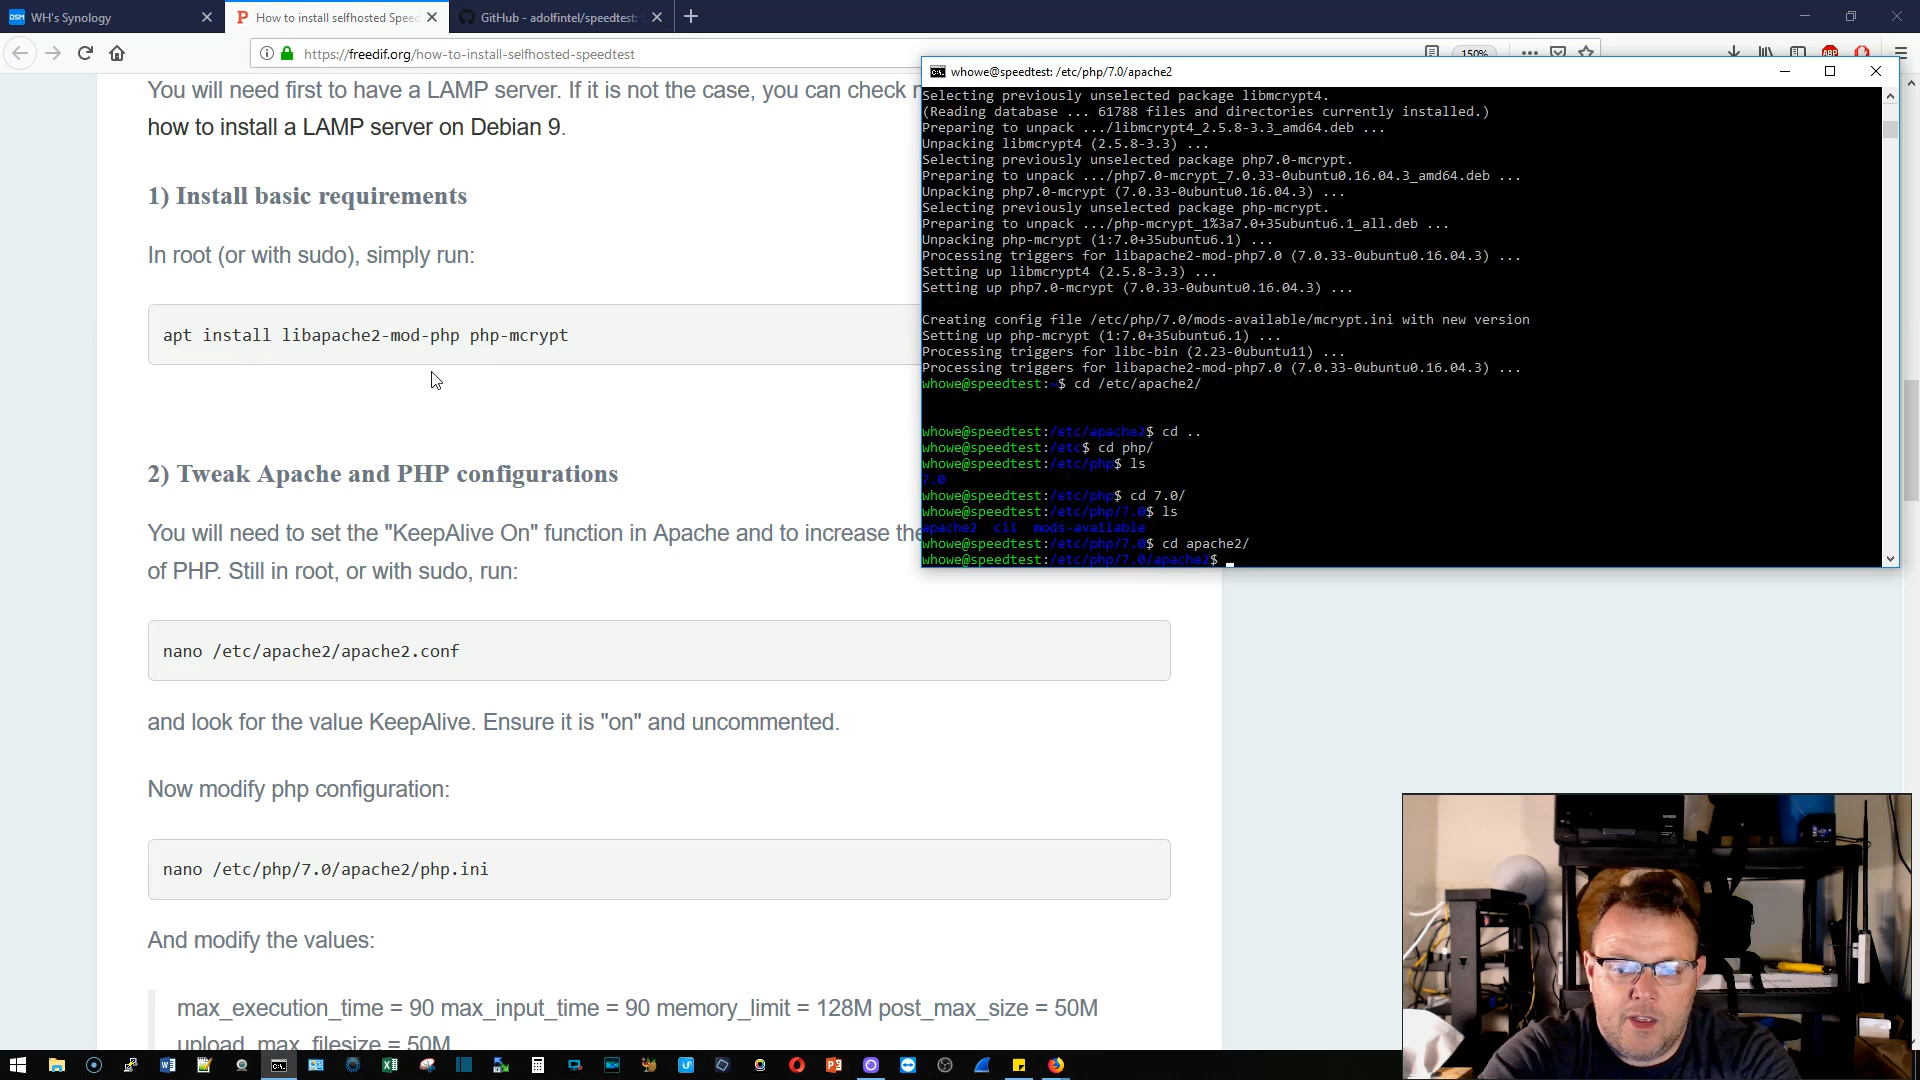 WH's Synology
How to install selfhosted Speed
GitHub - adolfintel/speedtest:
https://freedif.org/how-to-install-selfhosted-speedtest
150%
You will need first to have a LAMP server. If it is not the case, you can check
how to install a LAMP server on Debian 9.
1) Install basic requirements
In root (or with sudo), simply run:
apt install libapache2-mod-php php-mcrypt
2) Tweak Apache and PHP configurations
You will need to set the "KeepAlive On" function in Apache and to increase the
of PHP. Still in root, or with sudo, run:
nano /etc/apache2/apache2.conf
and look for the value KeepAlive. Ensure it is "on" and uncommented.
Now modify php configuration:
nano /etc/php/7.0/apache2/php.ini
And modify the values:
max_execution_time = 90 max_input_time = 90 memory_limit = 128M post_max_size = 50M
upload_max_filesize = 50M
whowe@speedtest: /etc/php/7.0/apache2
Selecting previously unselected package libmcrypt4.
(Reading database ... 61788 files and directories currently installed.)
Preparing to unpack .../libmcrypt4_2.5.8-3.3_amd64.deb ...
Unpacking libmcrypt4 (2.5.8-3.3) ...
Selecting previously unselected package php7.0-mcrypt.
Preparing to unpack .../php7.0-mcrypt_7.0.33-0ubuntu0.16.04.3_amd64.deb ...
Unpacking php7.0-mcrypt (7.0.33-0ubuntu0.16.04.3) ...
Selecting previously unselected package php-mcrypt.
Preparing to unpack .../php-mcrypt_1%3a7.0+35ubuntu6.1_all.deb ...
Unpacking php-mcrypt (1:7.0+35ubuntu6.1) ...
Processing triggers for libapache2-mod-php7.0 (7.0.33-0ubuntu0.16.04.3) ...
Setting up libmcrypt4 (2.5.8-3.3) ...
Setting up php7.0-mcrypt (7.0.33-0ubuntu0.16.04.3) ...
Creating config file /etc/php/7.0/mods-available/mcrypt.ini with new version
Setting up php-mcrypt (1:7.0+35ubuntu6.1) ...
Processing triggers for libc-bin (2.23-0ubuntu11) ...
Processing triggers for libapache2-mod-php7.0 (7.0.33-0ubuntu0.16.04.3) ...
whowe@speedtest:~$ cd /etc/apache2/
whowe@speedtest:/etc/apache2$ cd ..
whowe@speedtest:/etc$ cd php/
whowe@speedtest:/etc/php$ ls
7.0
whowe@speedtest:/etc/php$ cd 7.0/
whowe@speedtest:/etc/php/7.0$ ls
apache2 cli mods-available
whowe@speedtest:/etc/php/7.0$ cd apache2/
whowe@speedtest:/etc/php/7.0/apache2$